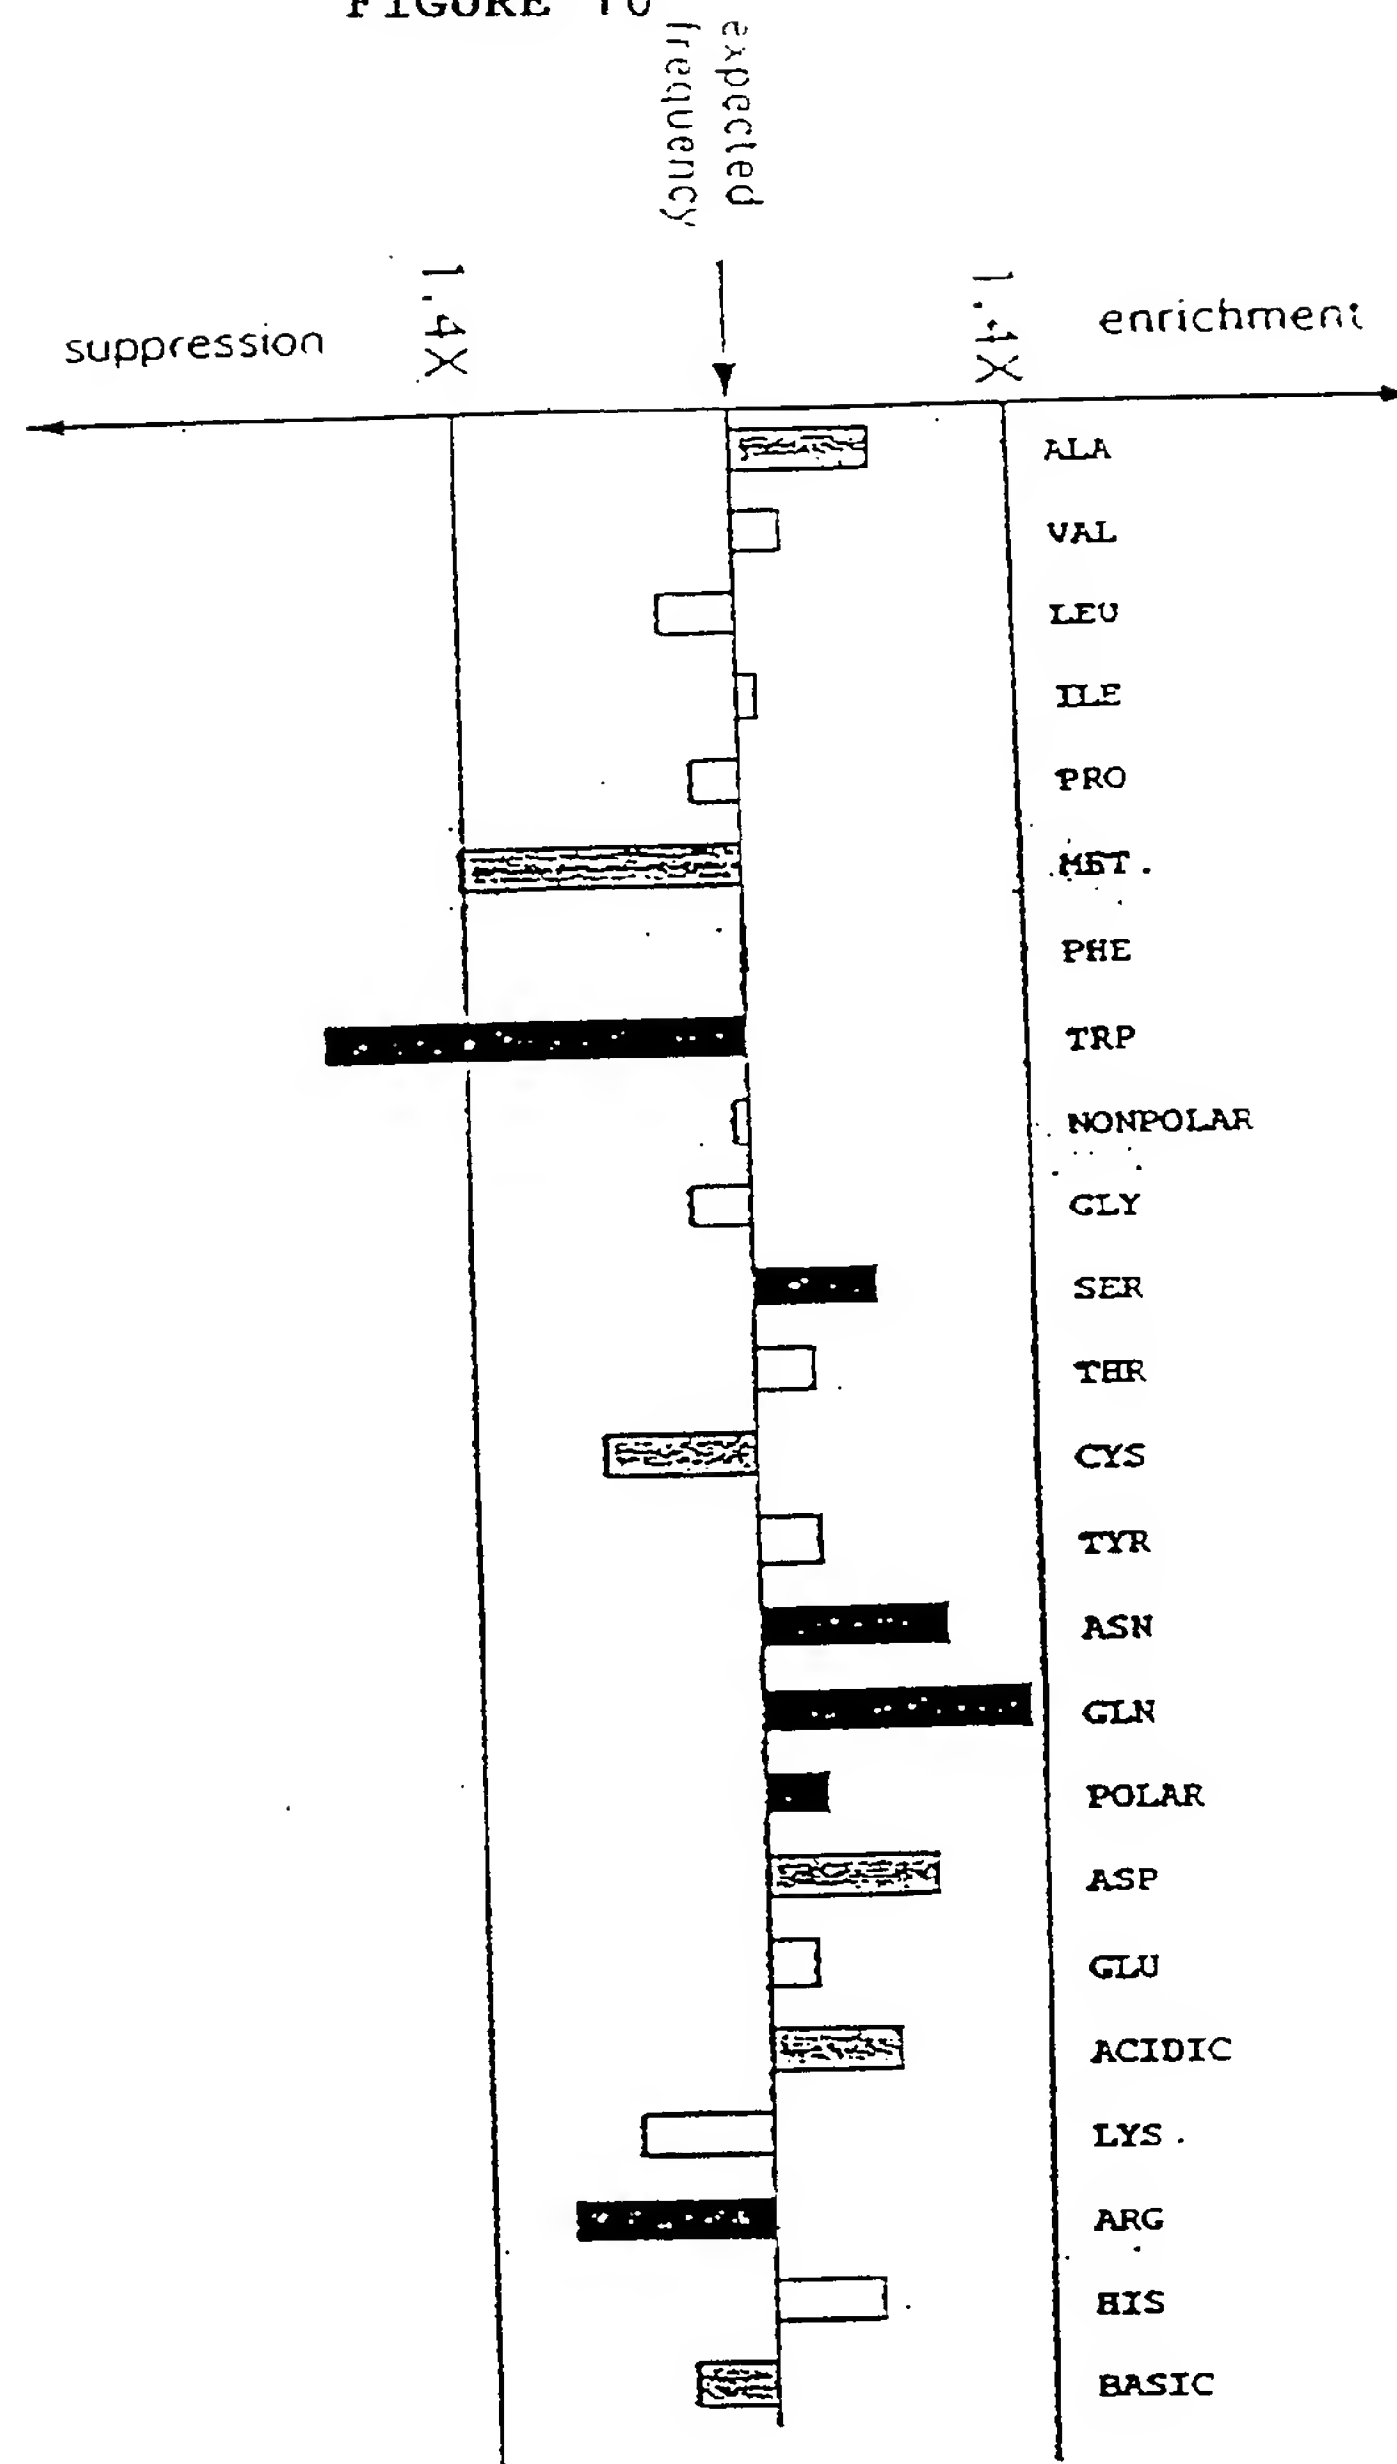 FIGURE 10
expected
frequency
suppression
1.4X
1.4X
enrichment
ALA
VAL
LEU
ILE
PRO
MET.
PHE
TRP
NONPOLAR
GLY
SER
THR
CYS
TYR
ASN
GLN
POLAR
ASP
GLU
ACIDIC
LYS.
ARG
HIS
BASIC